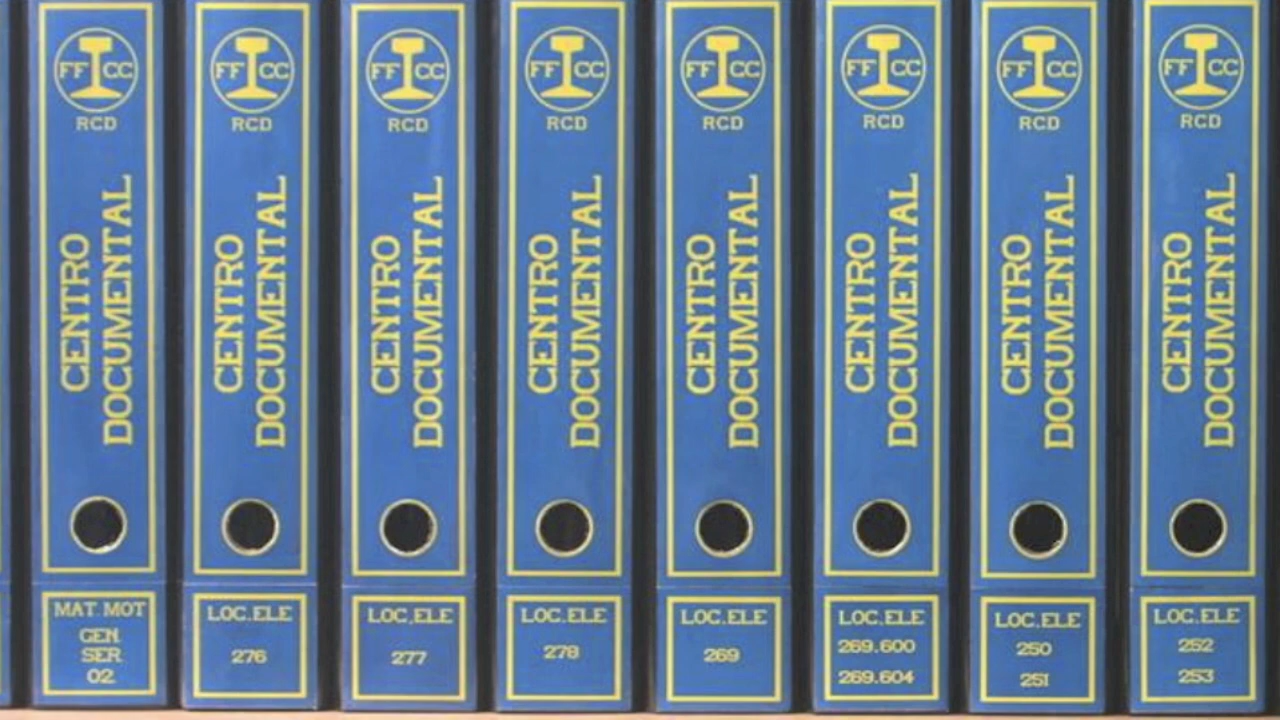 FF CC
RCD
CENTRO
DOCUMENTAL
MAT. MOT
GEN.
SER
02
FF CC
RCD
CENTRO
DOCUMENTAL
LOC.ELE
276
FF CC
RCD
CENTRO
DOCUMENTAL
LOC.ELE
277
FF CC
RCD
CENTRO
DOCUMENTAL
LOC.ELE
278
FF CC
RCD
CENTRO
DOCUMENTAL
LOC.ELE
269
FF CC
RCD
CENTRO
DOCUMENTAL
LOC.ELE
269.600
269.604
FF CC
RCD
CENTRO
DOCUMENTAL
LOC.ELE
250
251
FF CC
RCD
CENTRO
DOCUMENTAL
LOC.ELE
252
253